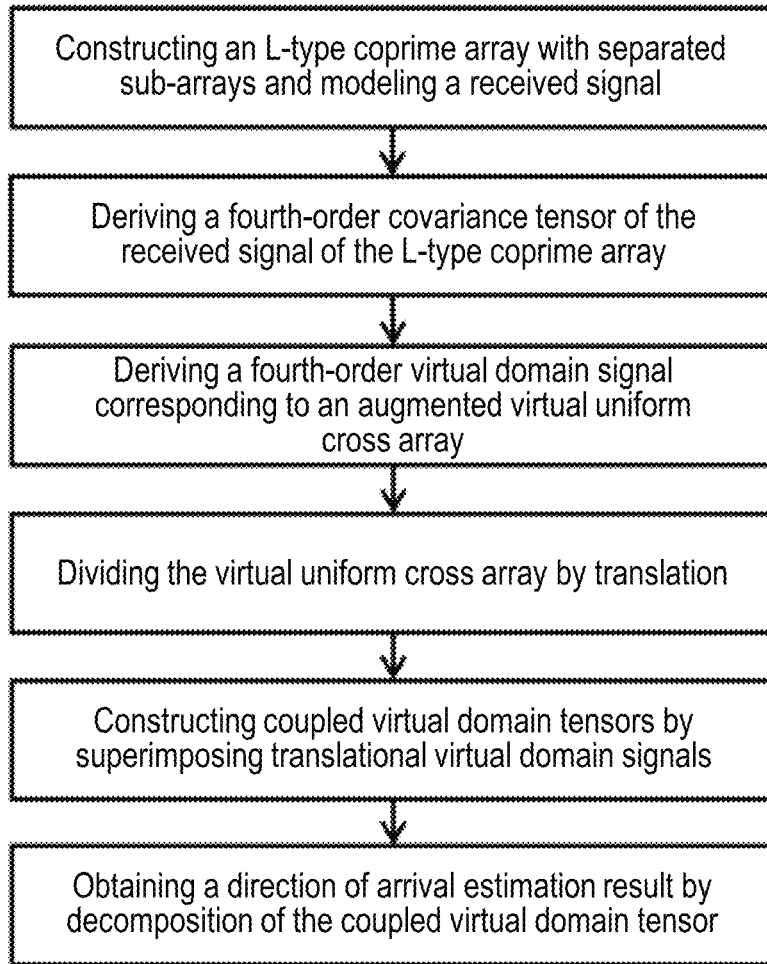 Constructing an L-type coprime array with separated
sub-arrays and modeling a received signal
Deriving a fourth-order covariance tensor of the
received signal of the L-type coprime array
Deriving a fourth-order virtual domain signal
corresponding to an augmented virtual uniform
cross array
Dividing the virtual uniform cross array by translation
Constructing coupled virtual domain tensors by
superimposing translational virtual domain signals
Obtaining a direction of arrival estimation result by
decomposition of the coupled virtual domain tensor